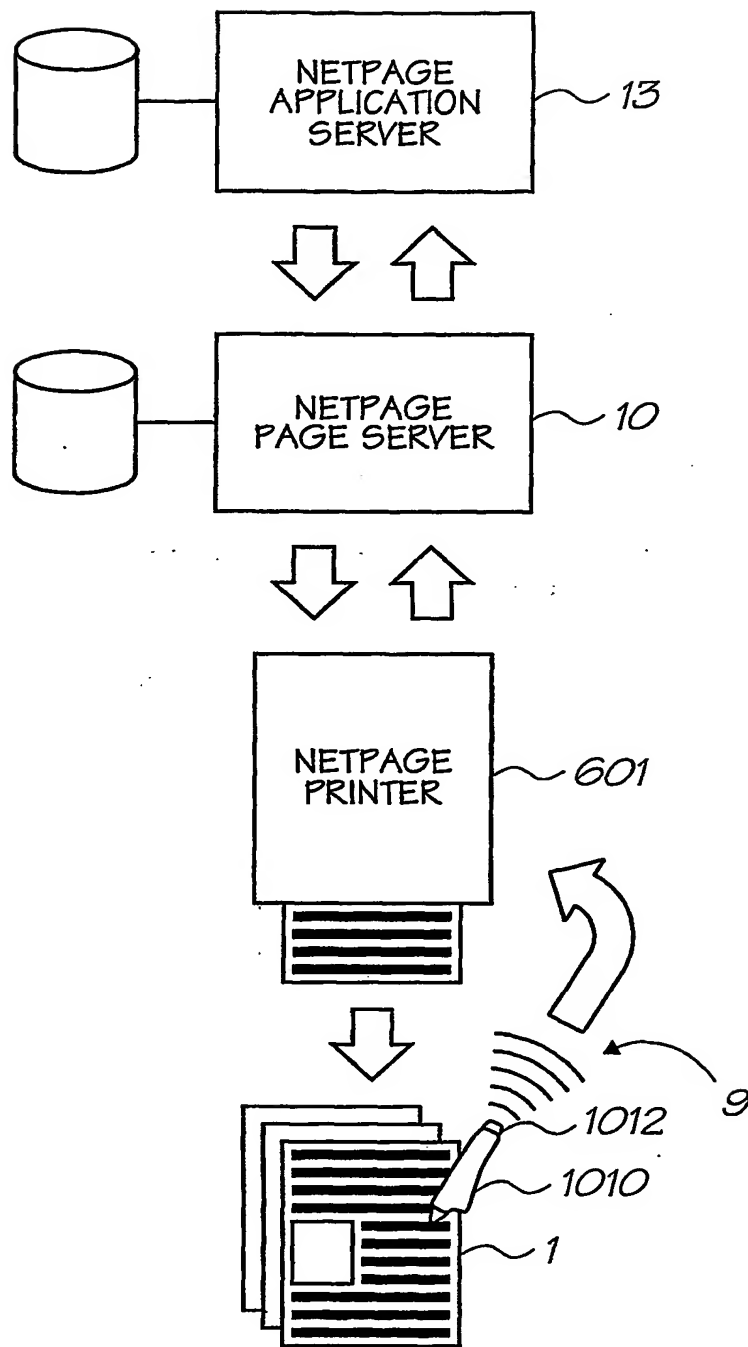 NETPAGE
APPLICATION
SERVER
13
NETPAGE
PAGE SERVER
10
NETPAGE
PRINTER
601
9
1012
1010
1